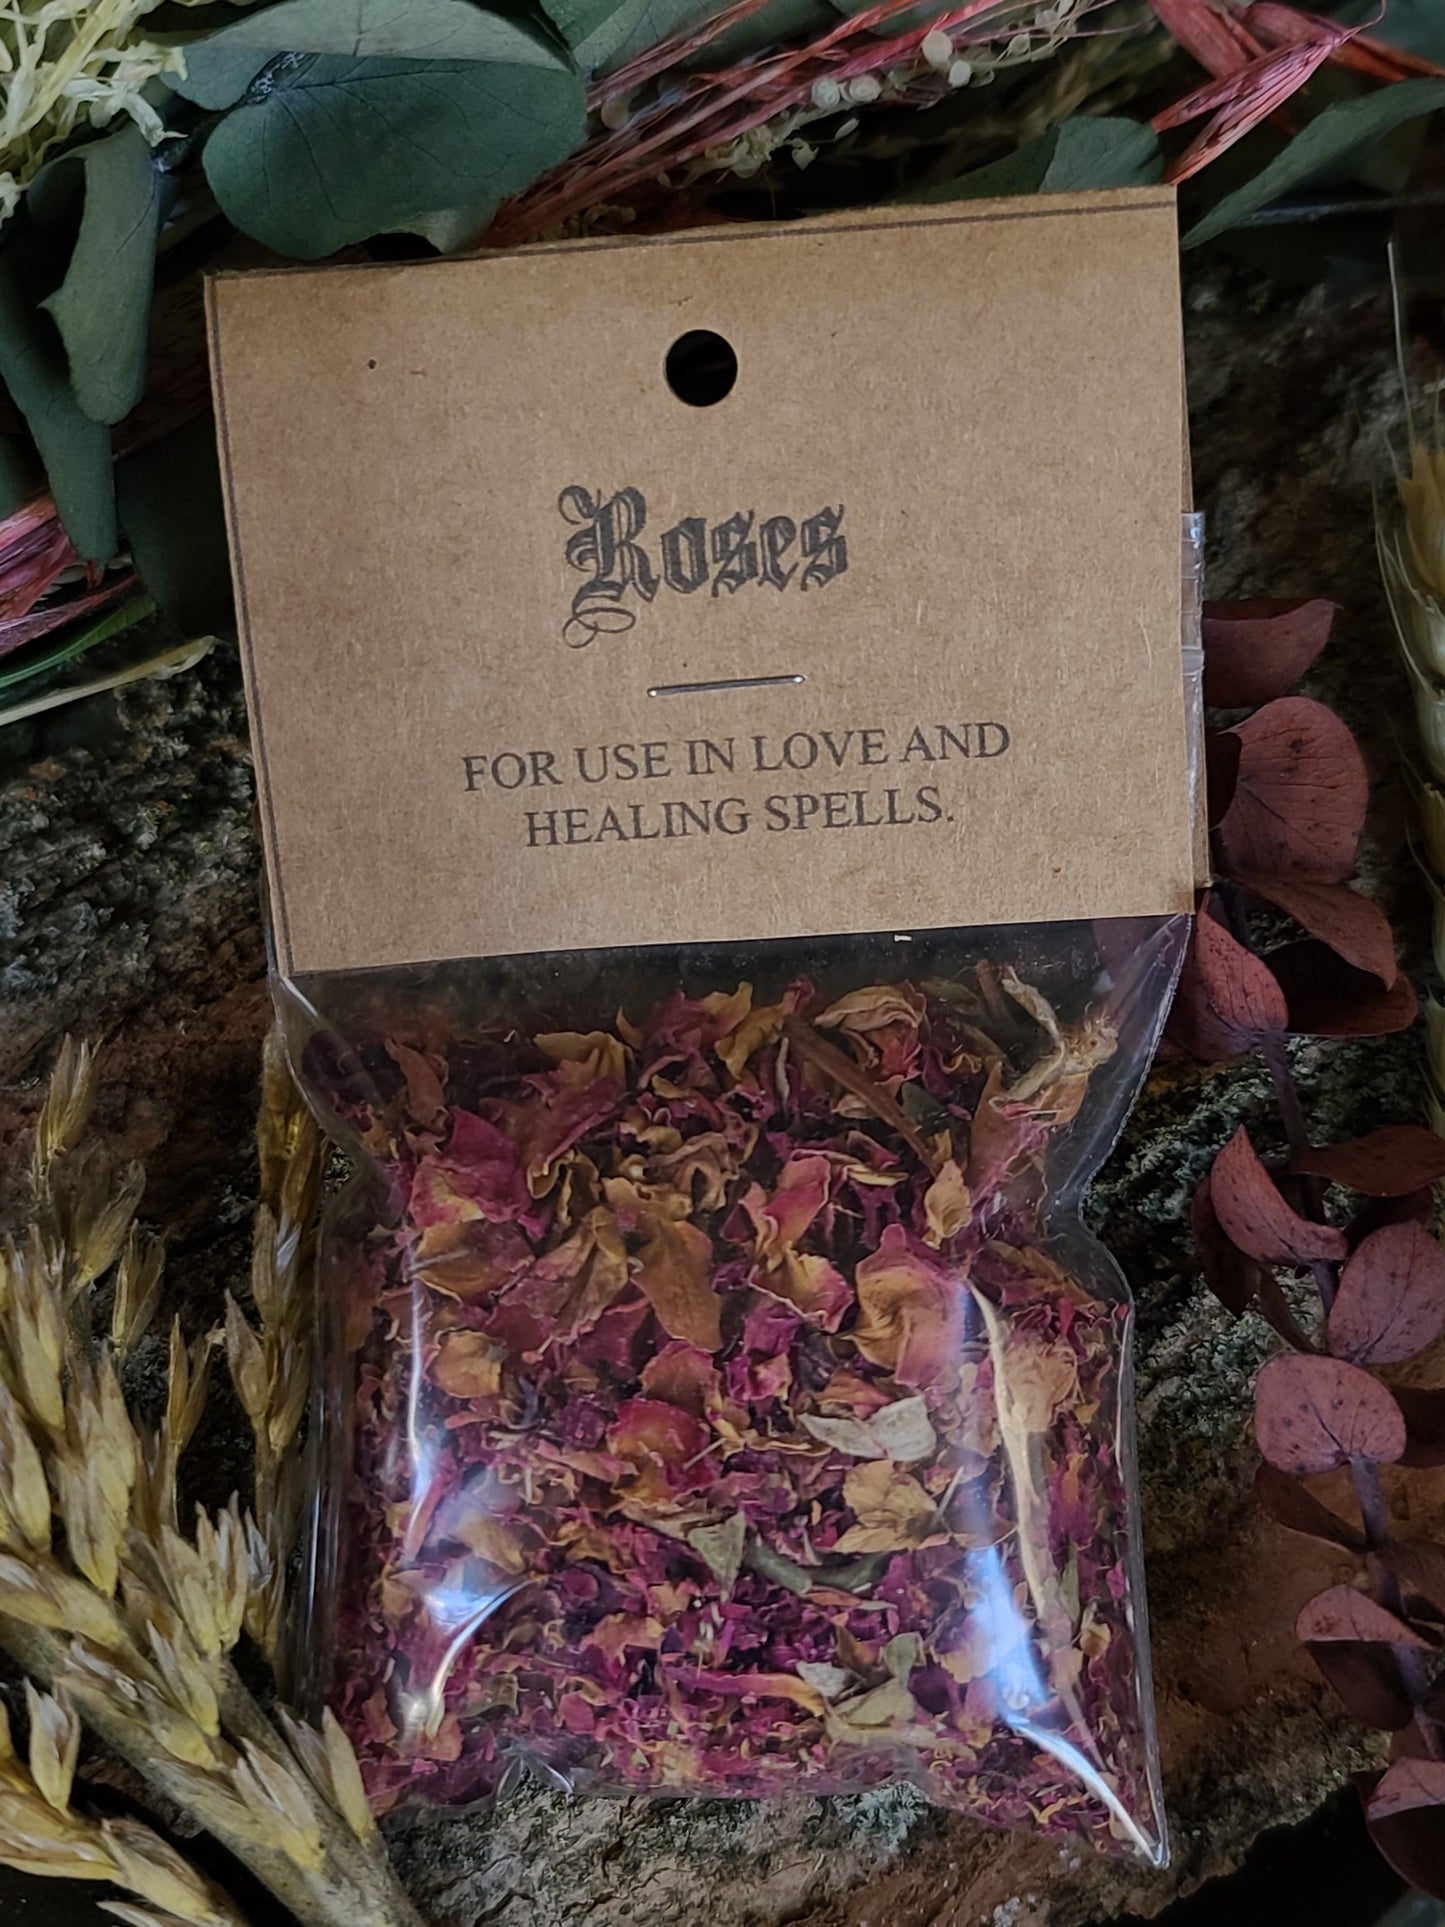 Roses
FOR USE IN LOVE AND
HEALING SPELLS.